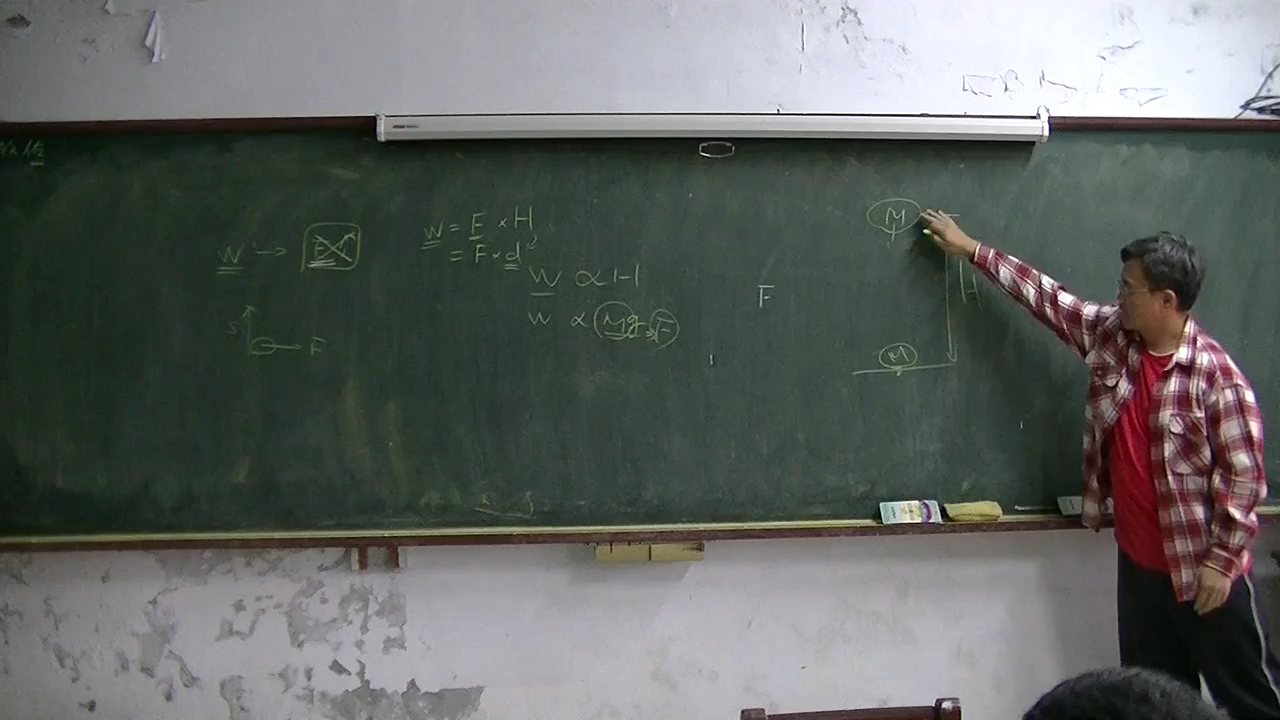 W → E
W = F × H
= F × d
W ∝ H
W ∝ Mg = F
S
F
F
M
H
M